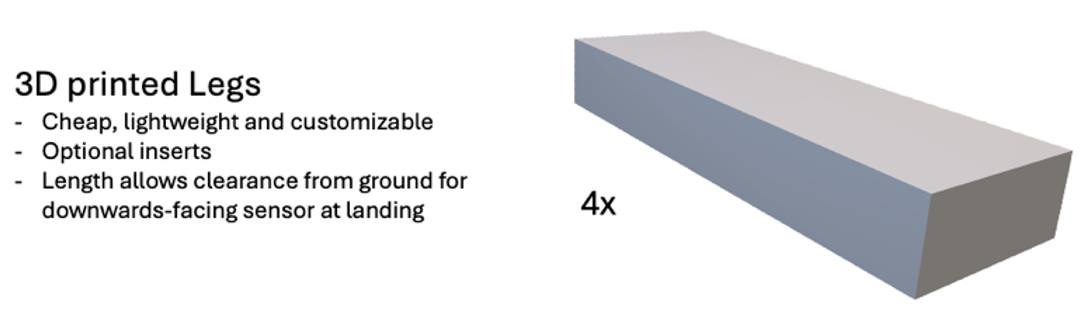 3D printed Legs
- Cheap, lightweight and customizable
- Optional inserts
- Length allows clearance from ground for
downwards-facing sensor at landing
4x